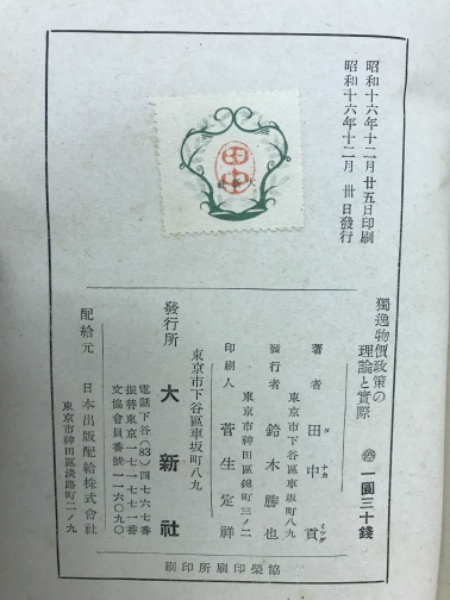 昭和十六年十二月廿五日印刷
昭和十六年十二月 卅日發行
田中
獨逸物價政策の
理論と實際
㊞ 一圓三十錢
著者 田中貢
タ ナカ ミツグ
東京市下谷區車坂町八九
發行者 鈴木勝也
東京市神田區錦町三ノ二
印刷人 菅生定祥
東京市下谷區車坂町八九
發行所 大新社
電話下谷(83)四七六七番
振替東京一七一七七一番
文協會員番號一一六〇九〇
配給元 日本出版配給株式會社
東京市神田區淡路町二ノ九
協榮印刷所印刷